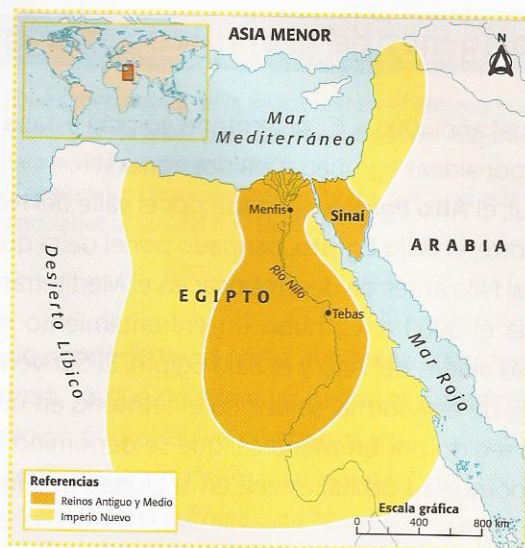 ASIA MENOR
N
Mar
Mediterráneo
Menfis
Sinaí
ARABIA
Desierto Líbico
EGIPTO
Río Nilo
Tebas
Mar Rojo
Referencias
Reinos Antiguo y Medio
Imperio Nuevo
Escala gráfica
0 400 800 km